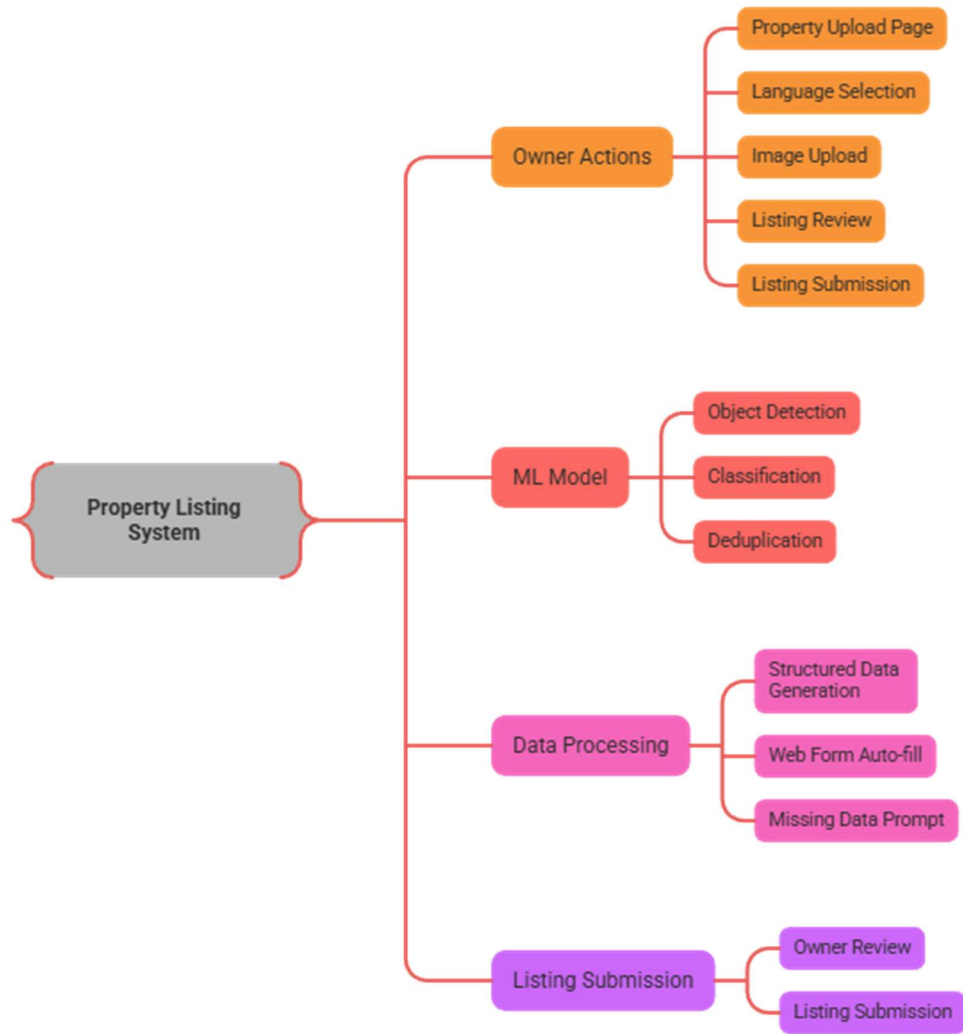 Property Listing
System
Owner Actions
Property Upload Page
Language Selection
Image Upload
Listing Review
Listing Submission
ML Model
Object Detection
Classification
Deduplication
Data Processing
Structured Data
Generation
Web Form Auto-fill
Missing Data Prompt
Listing Submission
Owner Review
Listing Submission